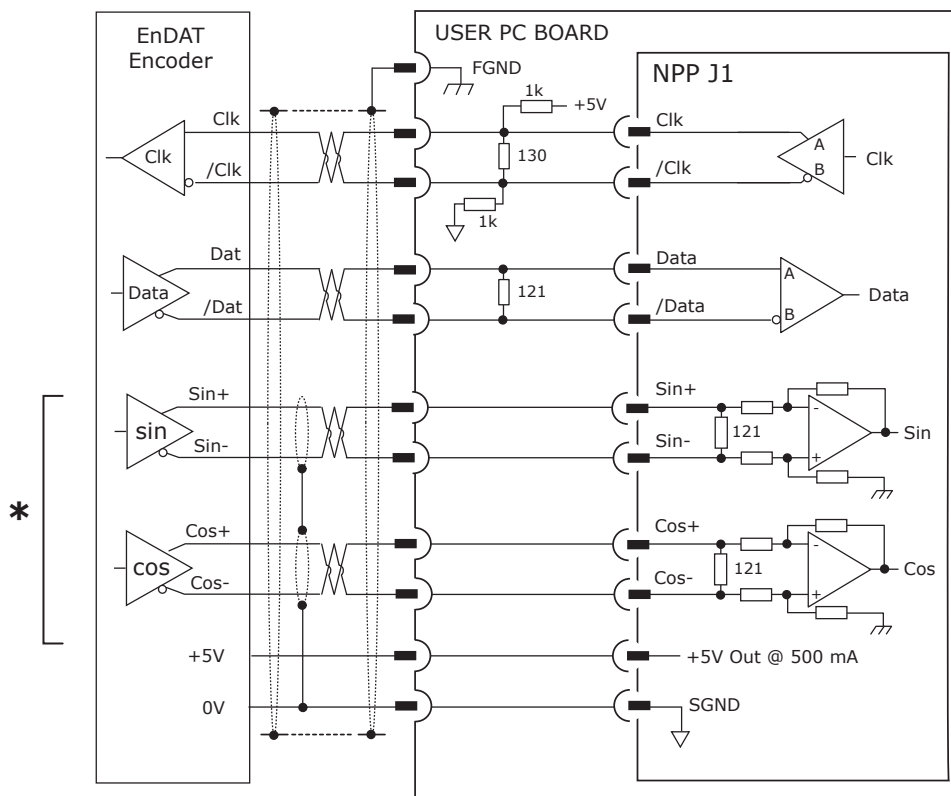 EnDAT
Encoder
USER PC BOARD
FGND
NPP J1
1k
+5V
Clk
Clk
A
Clk
130
Clk
/Clk
/Clk
B
1k
Dat
Data
A
Data
121
Data
/Dat
/Data
B
Sin+
Sin+
-
sin
121
Sin
Sin-
Sin-
+
*
Cos+
Cos+
-
cos
121
Cos
Cos-
Cos-
+
+5V
+5V Out @ 500 mA
0V
SGND